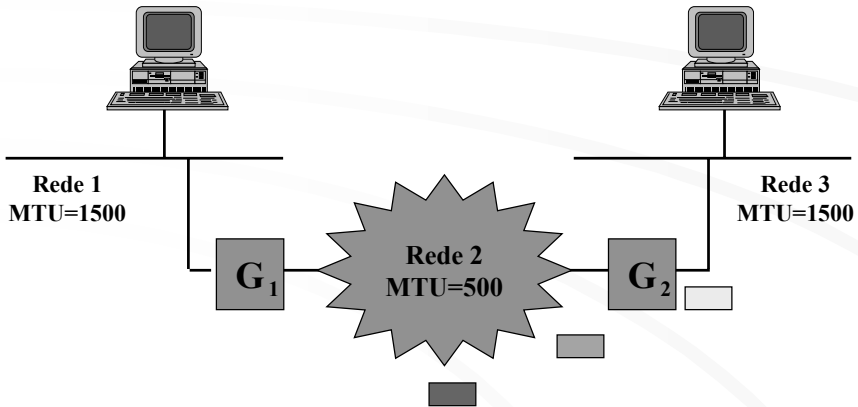 Rede 1
MTU=1500
Rede 3
MTU=1500
Rede 2
MTU=500
G1
G2